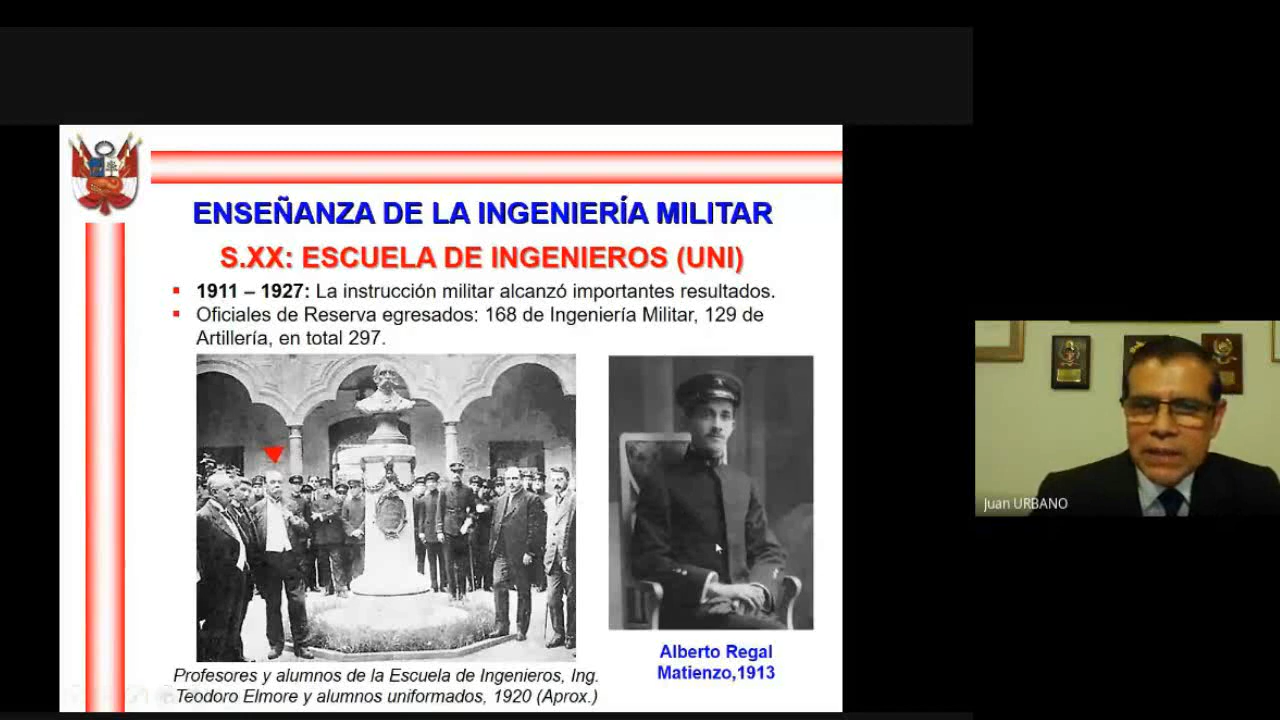 ENSEÑANZA DE LA INGENIERÍA MILITAR
S.XX: ESCUELA DE INGENIEROS (UNI)
▪ 1911 – 1927: La instrucción militar alcanzó importantes resultados.
▪ Oficiales de Reserva egresados: 168 de Ingeniería Militar, 129 de
Artillería, en total 297.
Alberto Regal
Matienzo,1913
Profesores y alumnos de la Escuela de Ingenieros, Ing.
Teodoro Elmore y alumnos uniformados, 1920 (Aprox.)
Juan URBANO